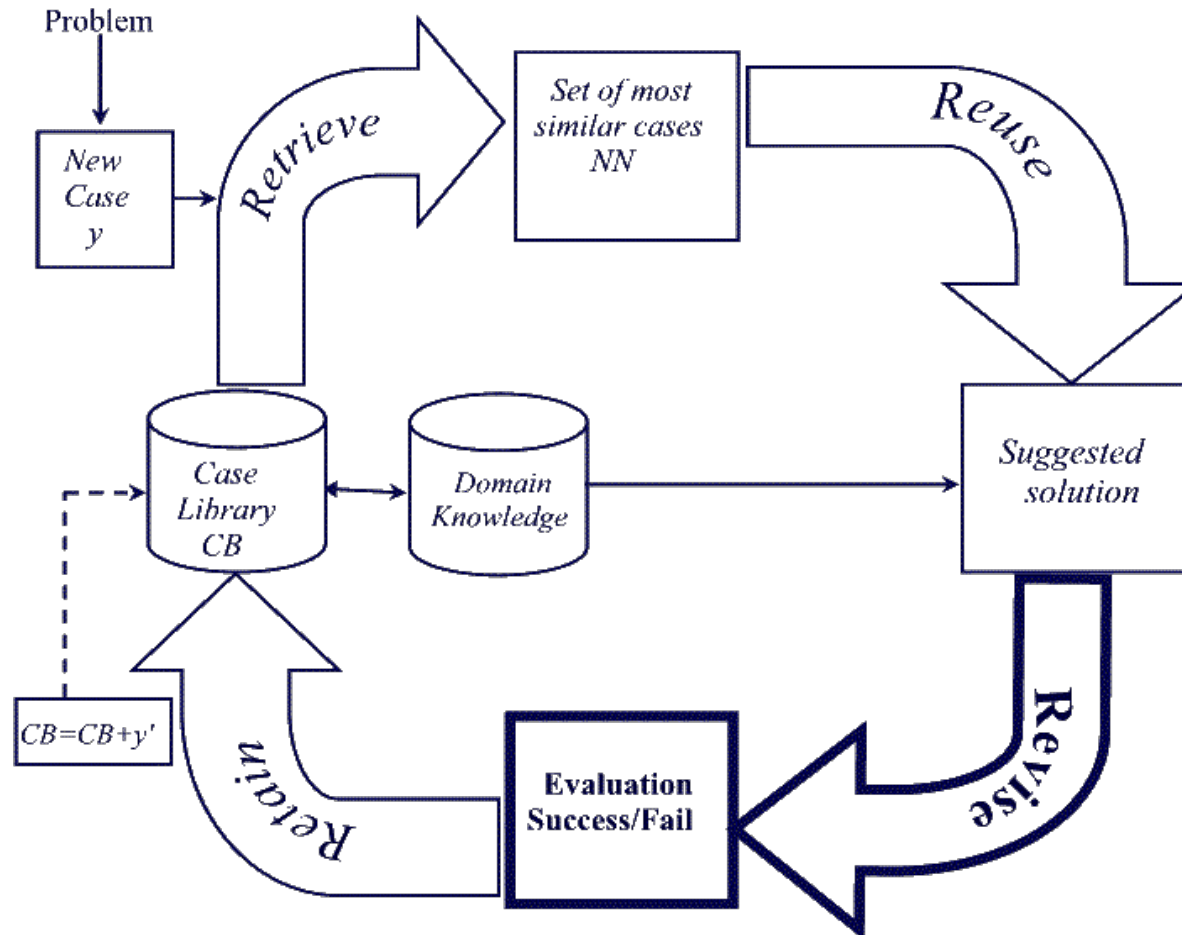 Problem
New
Case
y
Retrieve
Set of most
similar cases
NN
Reuse
Case
Library
CB
Domain
Knowledge
Suggested
solution
Revise
Evaluation
Success/Fail
Retain
CB=CB+y'